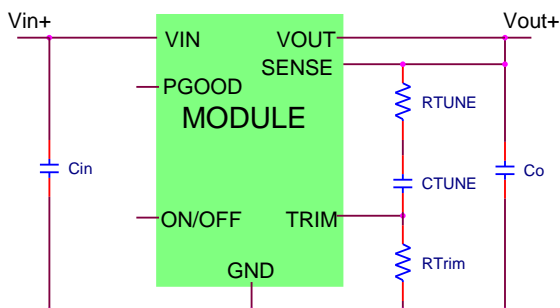 Vin+
Vout+
VIN
VOUT
SENSE
PGOOD
RTUNE
MODULE
Cin
CTUNE
Co
ON/OFF
TRIM
RTrim
GND